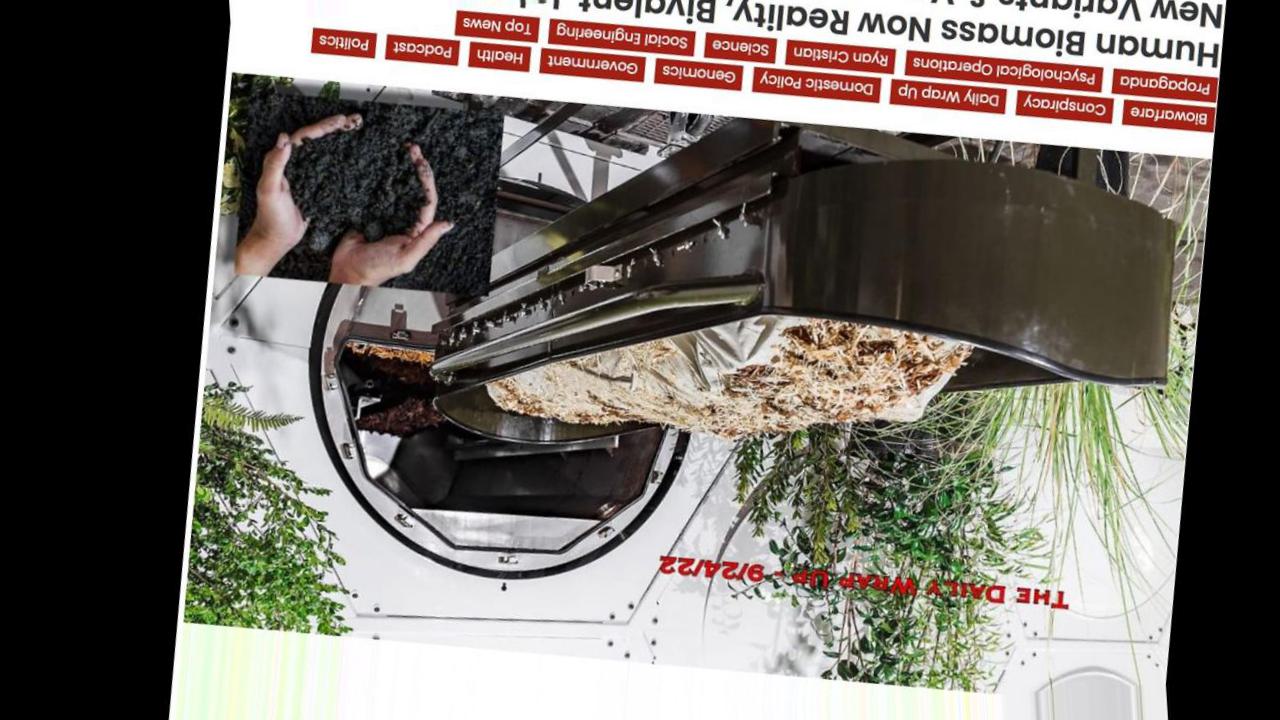 THE DAILY WRAP UP - 9/24/22
Biowarfare Conspiracy Daily Wrap Up Domestic Policy Genomics Government Health Podcast Politics
Propaganda Psychological Operations Ryan Cristian Science Social Engineering Top News
Human Biomass Now Reality, Bivalent
New Variants &